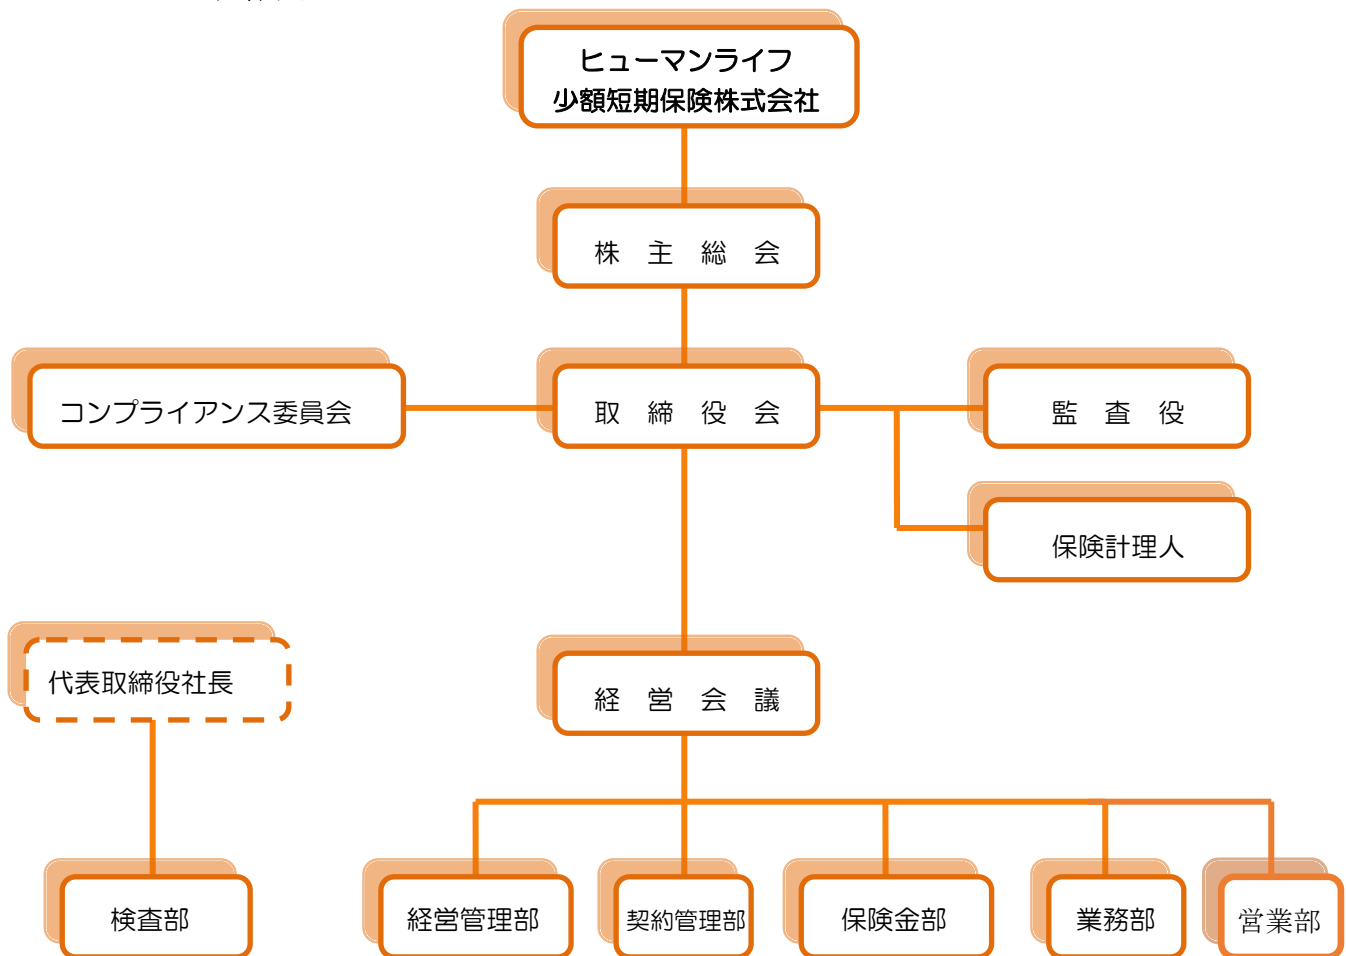 ヒューマンライフ
少額短期保険株式会社
株 主 総 会
コンプライアンス委員会
取 締 役 会
監 査 役
保険計理人
代表取締役社長
経 営 会 議
検査部
経営管理部
契約管理部
保険金部
業務部
営業部